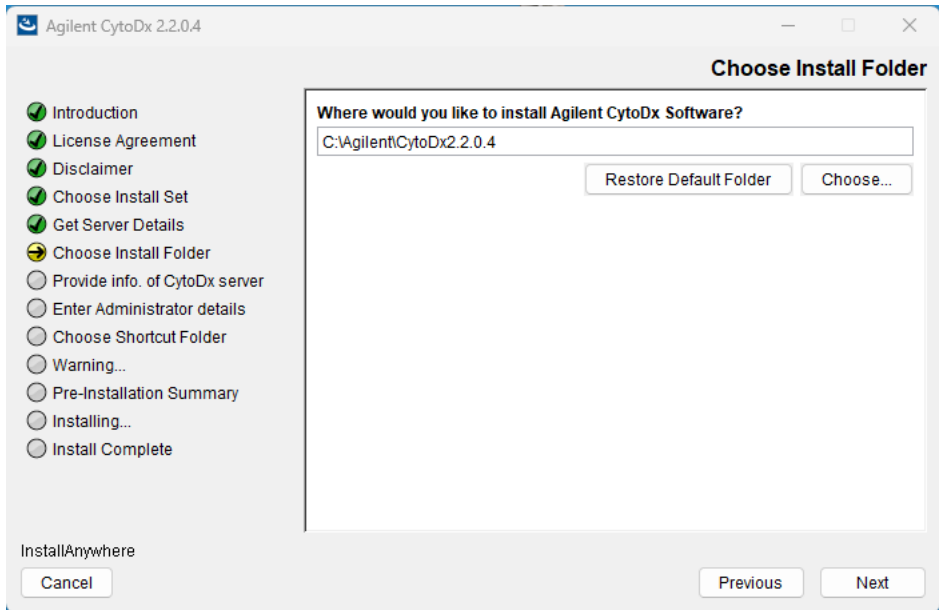 Agilent CytoDx 2.2.0.4
Choose Install Folder
Introduction
License Agreement
Disclaimer
Choose Install Set
Get Server Details
Choose Install Folder
Provide info. of CytoDx server
Enter Administrator details
Choose Shortcut Folder
Warning...
Pre-Installation Summary
Installing...
Install Complete
Where would you like to install Agilent CytoDx Software?
C:\Agilent\CytoDx2.2.0.4
Restore Default Folder
Choose...
InstallAnywhere
Cancel
Previous
Next